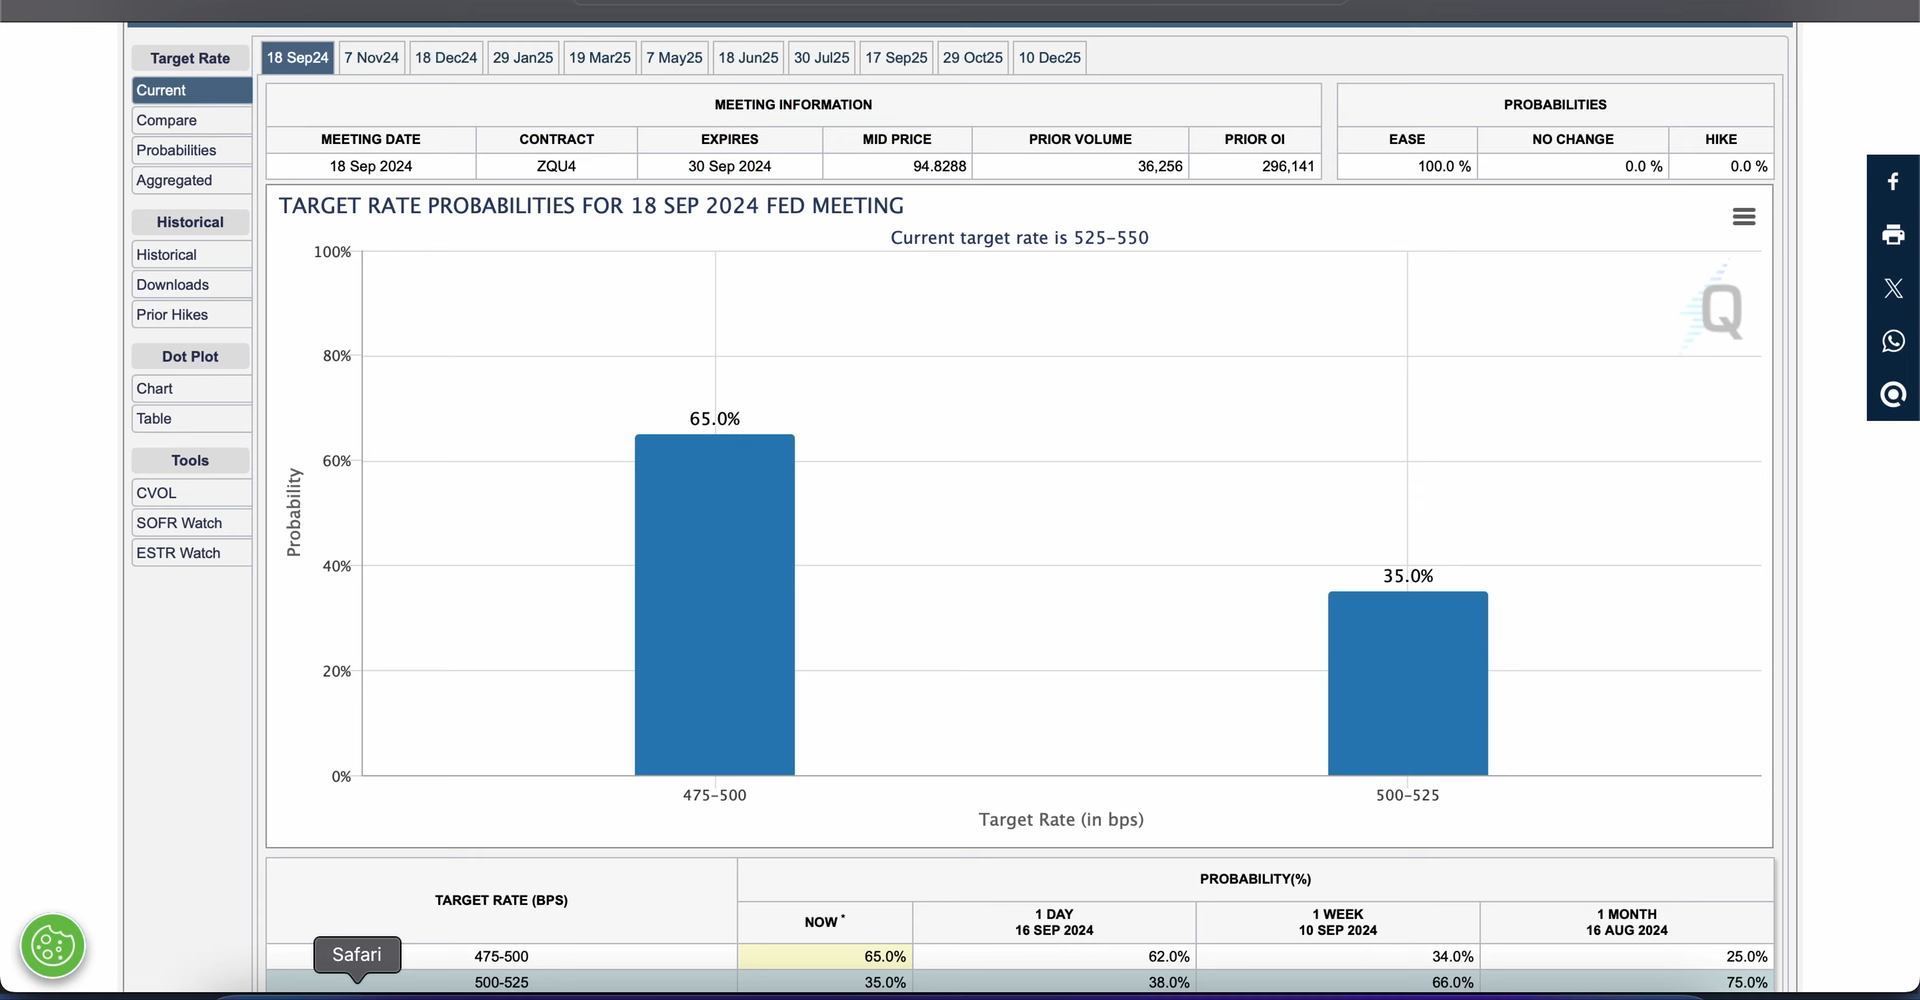 Target Rate
Current
Compare
Probabilities
Aggregated
Historical
Historical
Downloads
Prior Hikes
Dot Plot
Chart
Table
Tools
CVOL
SOFR Watch
ESTR Watch
18 Sep24 7 Nov24 18 Dec24 29 Jan25 19 Mar25 7 May25 18 Jun25 30 Jul25 17 Sep25 29 Oct25 10 Dec25
MEETING INFORMATION
MEETING DATE CONTRACT EXPIRES MID PRICE PRIOR VOLUME PRIOR OI
18 Sep 2024 ZQU4 30 Sep 2024 94.8288 36,256 296,141
PROBABILITIES
EASE NO CHANGE HIKE
100.0 % 0.0 % 0.0 %
TARGET RATE PROBABILITIES FOR 18 SEP 2024 FED MEETING
Current target rate is 525-550
Q
100%
80%
60%
40%
20%
0%
Probability
65.0%
35.0%
475-500 500-525
Target Rate (in bps)
TARGET RATE (BPS)
PROBABILITY(%)
NOW *
1 DAY
16 SEP 2024
1 WEEK
10 SEP 2024
1 MONTH
16 AUG 2024
475-500 65.0% 62.0% 34.0% 25.0%
500-525 35.0% 38.0% 66.0% 75.0%
Safari